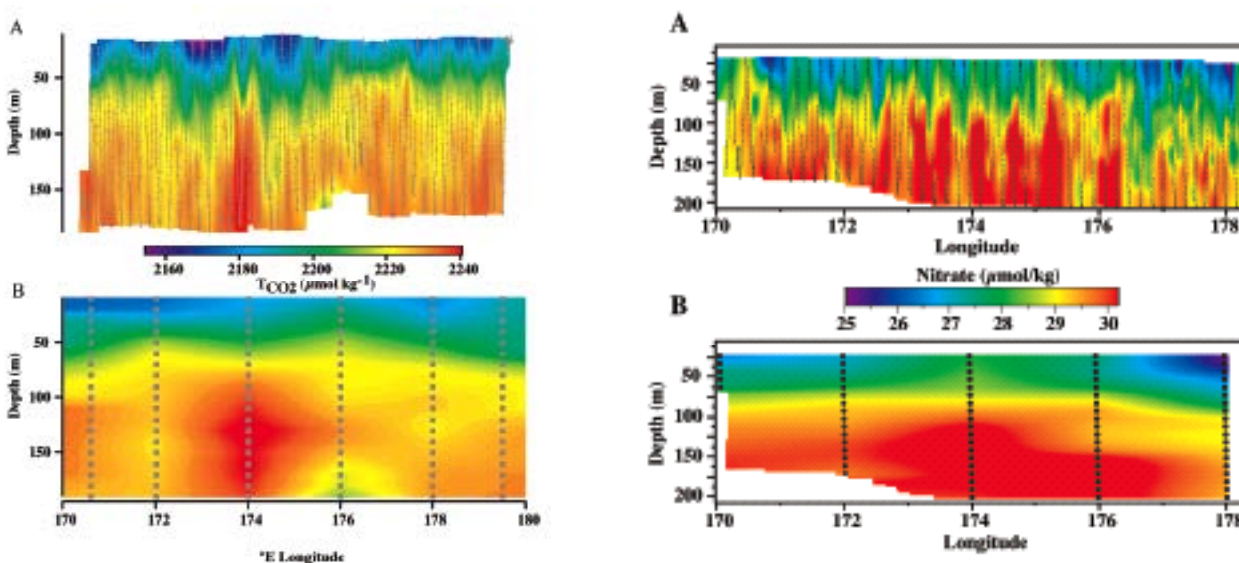 A
Depth (m)
50
100
150
2160 2180 2200 2220 2240
TCO2 (μmol kg-1)
B
Depth (m)
50
100
150
170 172 174 176 178 180
°E Longitude
A
Depth (m)
50
100
150
200
170 172 174 176 178
Longitude
Nitrate (μmol/kg)
25 26 27 28 29 30
B
Depth (m)
50
100
150
200
170 172 174 176 178
Longitude